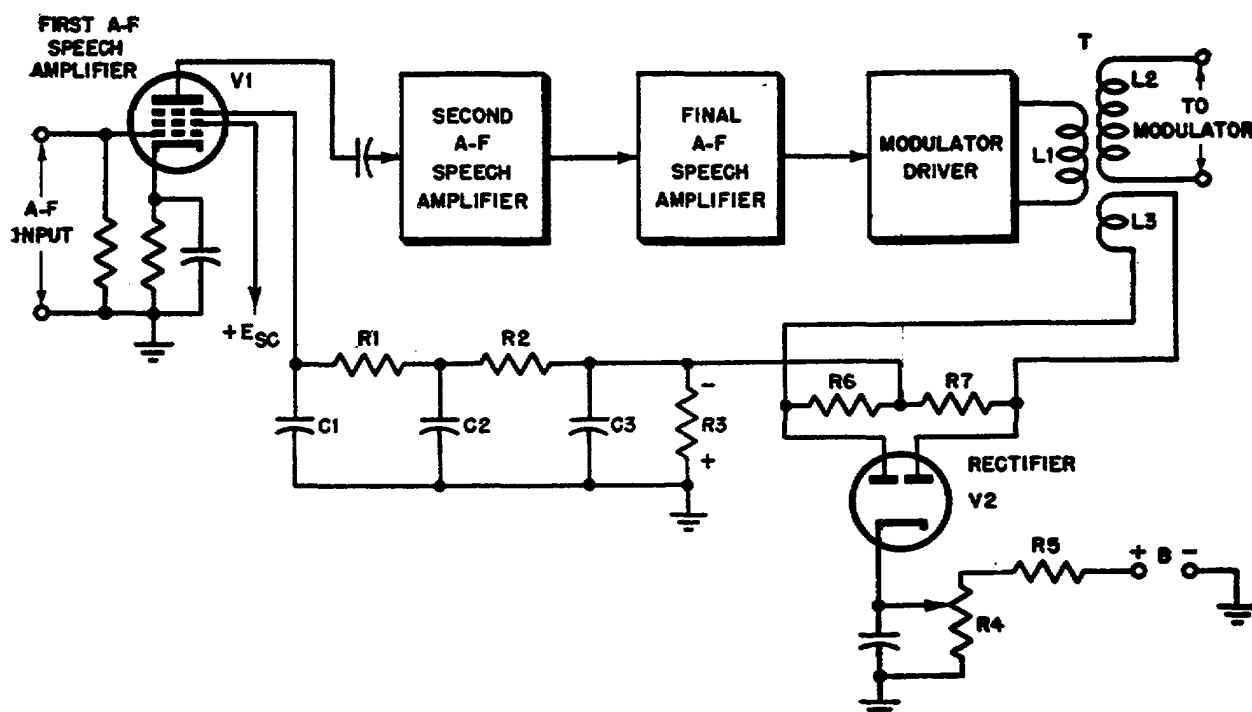 FIRST A-F
SPEECH
AMPLIFIER
V1
T
L2
TO
MODULATOR
L1
L3
SECOND
A-F
SPEECH
AMPLIFIER
FINAL
A-F
SPEECH
AMPLIFIER
MODULATOR
DRIVER
A-F
INPUT
+ESC
R1
R2
R6
R7
C1
C2
C3
-
R3
+
RECTIFIER
V2
R5
+ B -
R4